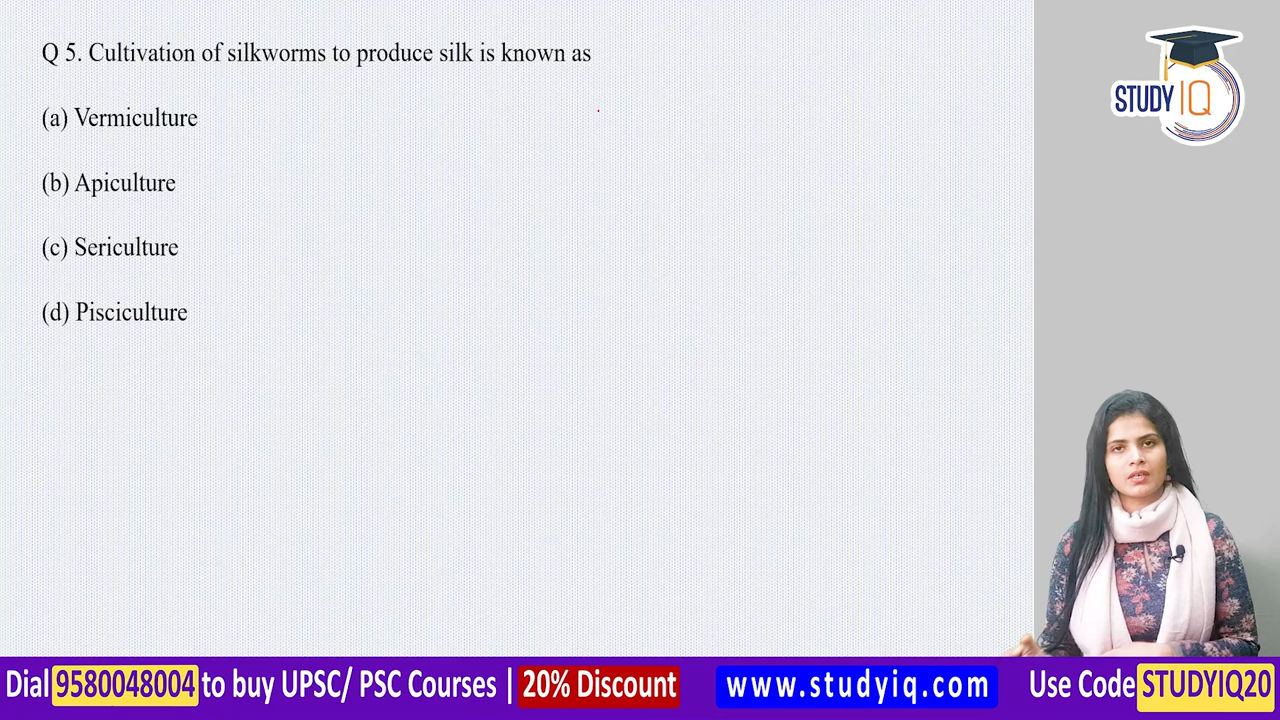 Q 5. Cultivation of silkworms to produce silk is known as
(a) Vermiculture
(b) Apiculture
(c) Sericulture
(d) Pisciculture
STUDY IQ
Dial 9580048004 to buy UPSC/ PSC Courses | 20% Discount www.studyiq.com Use Code STUDYIQ20